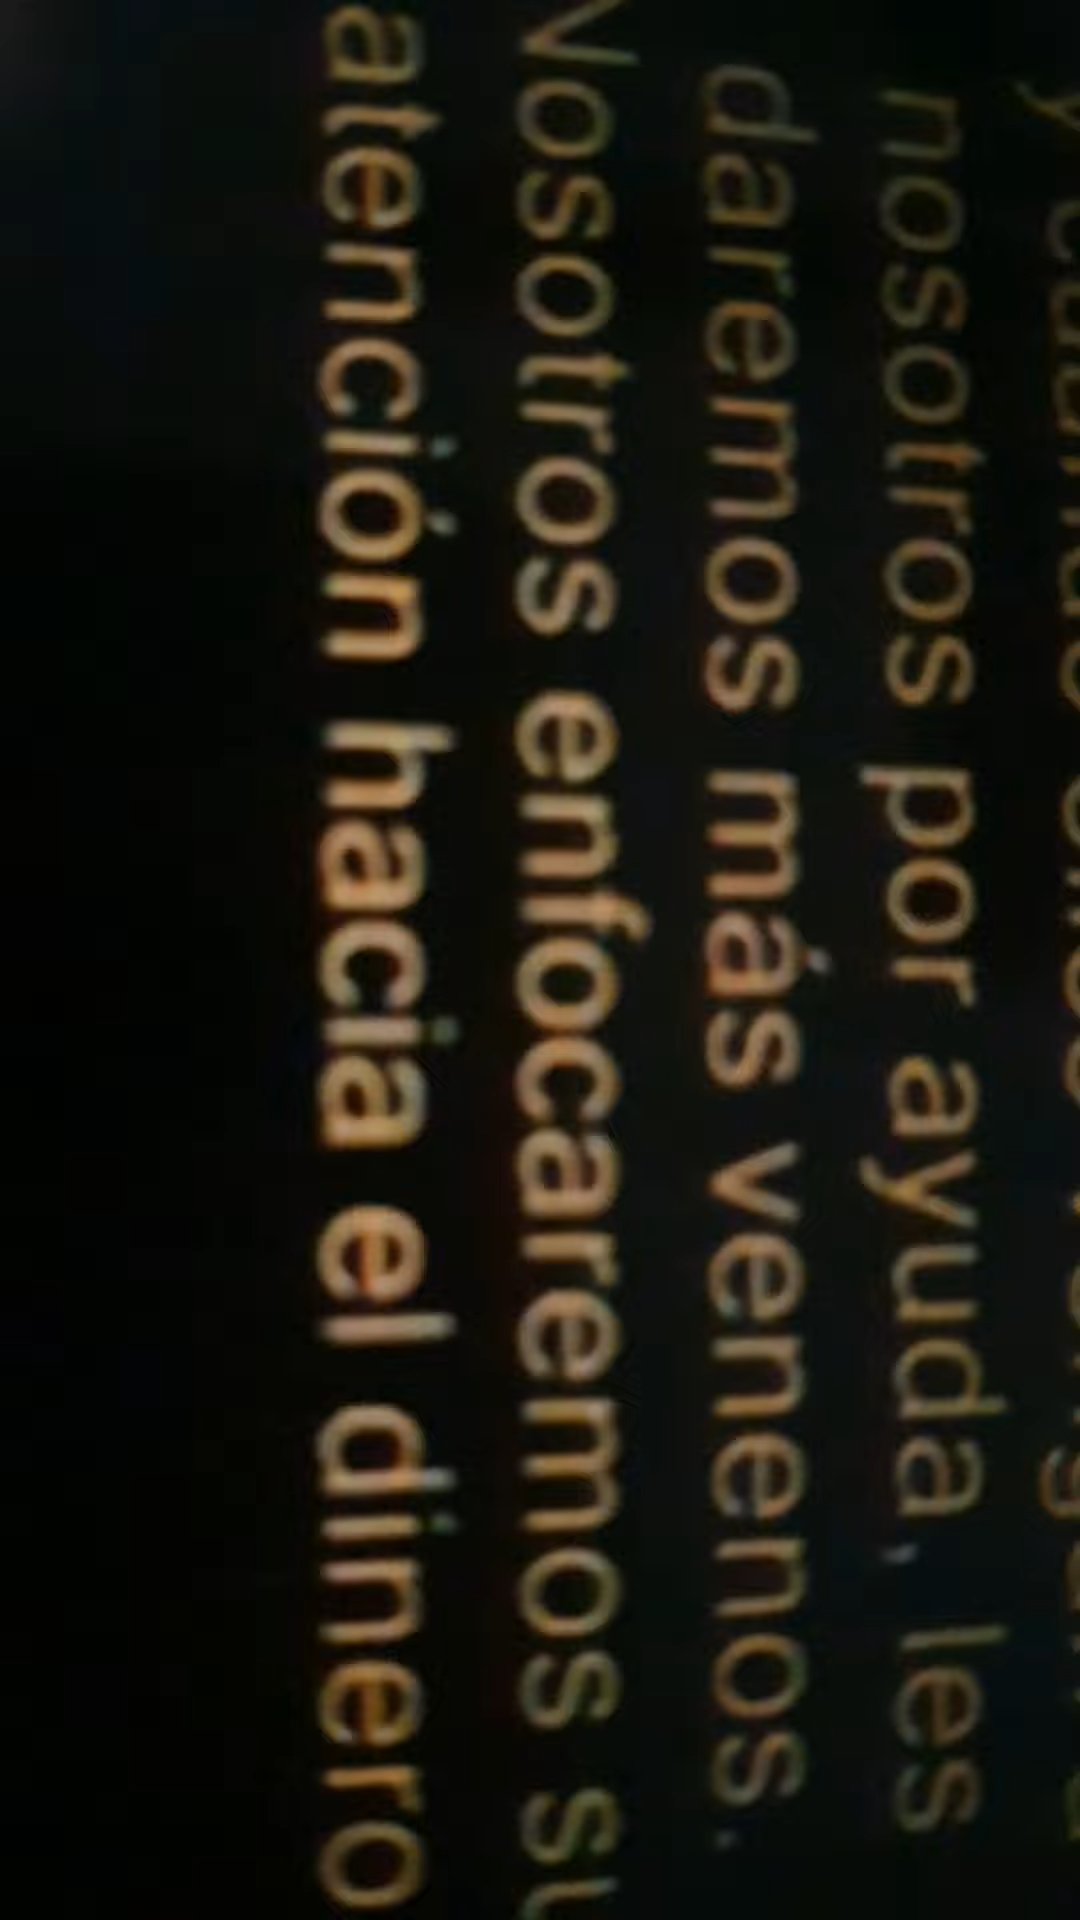 nosotros por ayuda, les
daremos más venenos.
Nosotros enfocaremos
atención hacia el dinero